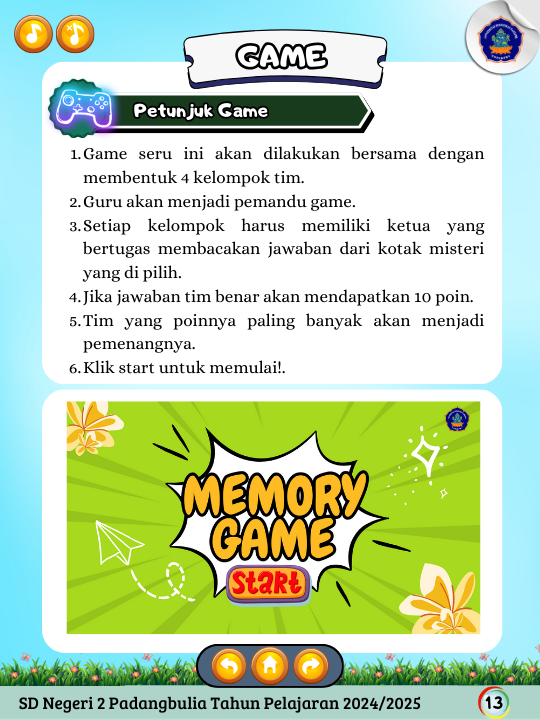 GAME
Petunjuk Game
1. Game seru ini akan dilakukan bersama dengan
membentuk 4 kelompok tim.
2. Guru akan menjadi pemandu game.
3. Setiap kelompok harus memiliki ketua yang
bertugas membacakan jawaban dari kotak misteri
yang di pilih.
4. Jika jawaban tim benar akan mendapatkan 10 poin.
5. Tim yang poinnya paling banyak akan menjadi
pemenangnya.
6. Klik start untuk memulai!.
MEMORY
GAME
Start
SD Negeri 2 Padangbulia Tahun Pelajaran 2024/2025
13